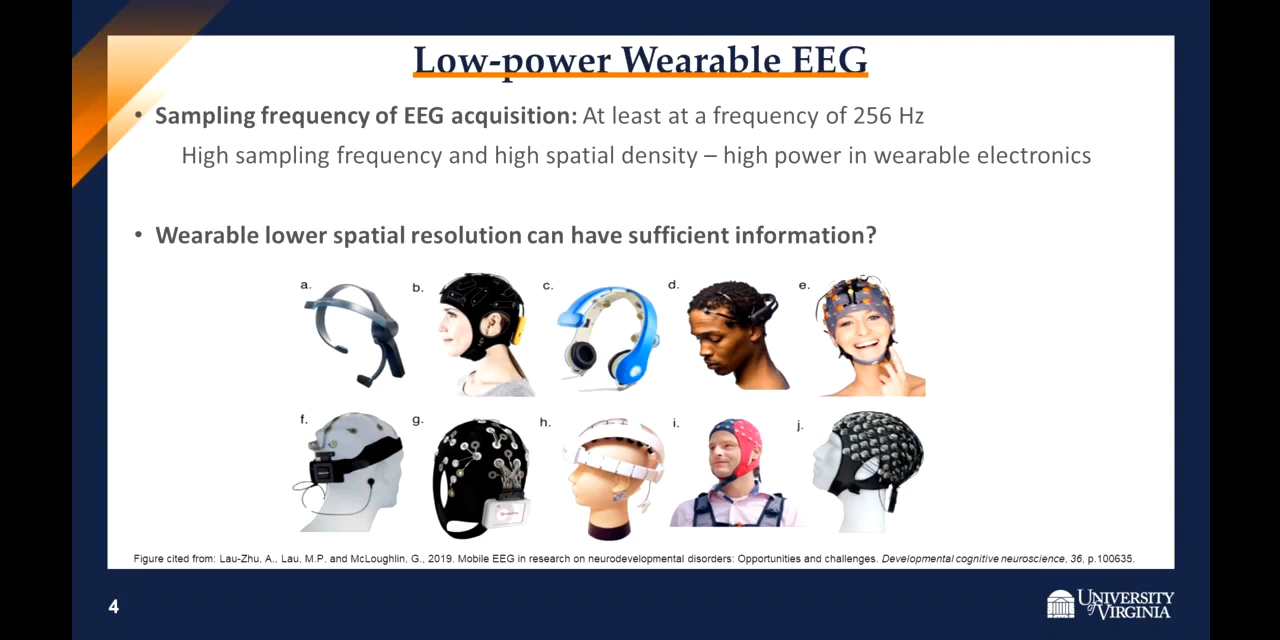 Low-power Wearable EEG
• Sampling frequency of EEG acquisition: At least at a frequency of 256 Hz
High sampling frequency and high spatial density – high power in wearable electronics
• Wearable lower spatial resolution can have sufficient information?
a. b. c. d. e.
f. g. h. i. j.
Figure cited from: Lau-Zhu, A., Lau, M.P. and McLoughlin, G., 2019. Mobile EEG in research on neurodevelopmental disorders: Opportunities and challenges. Developmental cognitive neuroscience, 36, p.100635.
4
UNIVERSITY
of VIRGINIA